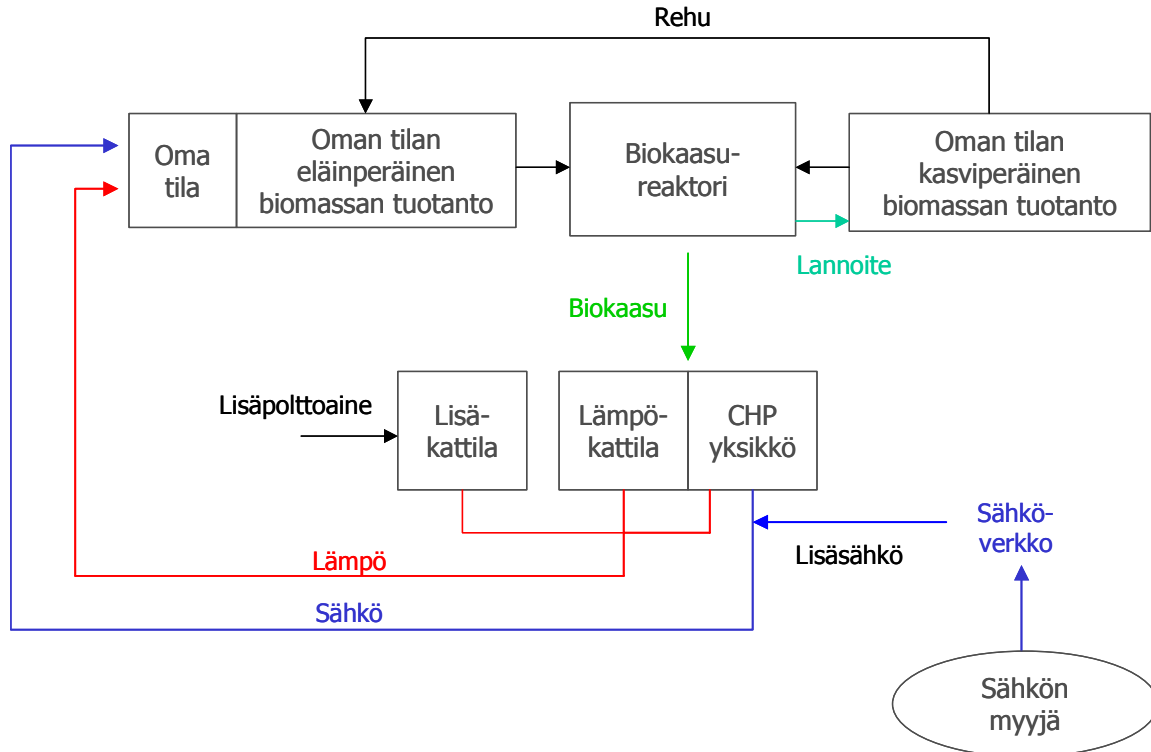 Rehu
Oma
tila
Oman tilan
eläinperäinen
biomassan tuotanto
Biokaasu-
reaktori
Oman tilan
kasviperäinen
biomassan tuotanto
Lannoite
Biokaasu
Lisäpolttoaine
Lisä-
kattila
Lämpö-
kattila
CHP
yksikkö
Sähkö-
verkko
Lisäsähkö
Lämpö
Sähkö
Sähkön
myyjä